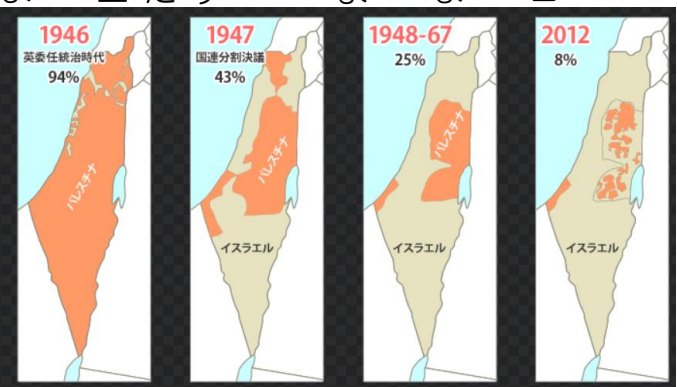 1946
英委任統治時代
94%
パレスチナ
1947
国連分割決議
43%
パレスチナ
イスラエル
1948-67
25%
パレスチナ
イスラエル
2012
8%
イスラエル